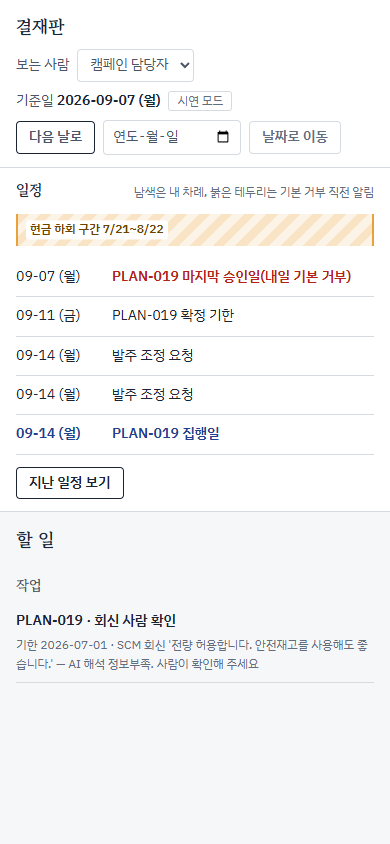 결재판
보는 사람 캠페인 담당자
기준일 2026-09-07 (월) 시연 모드
다음 날로 연도-월-일 날짜로 이동
일정 남색은 내 차례, 붉은 테두리는 기본 거부 직전 알림
현금 하회 구간 7/21~8/22
09-07 (월) PLAN-019 마지막 승인일(내일 기본 거부)
09-11 (금) PLAN-019 확정 기한
09-14 (월) 발주 조정 요청
09-14 (월) 발주 조정 요청
09-14 (월) PLAN-019 집행일
지난 일정 보기
할 일
작업
PLAN-019 · 회신 사람 확인
기한 2026-07-01 · SCM 회신 '전량 허용합니다. 안전재고를 사용해도 좋
습니다.' — AI 해석 정보부족. 사람이 확인해 주세요